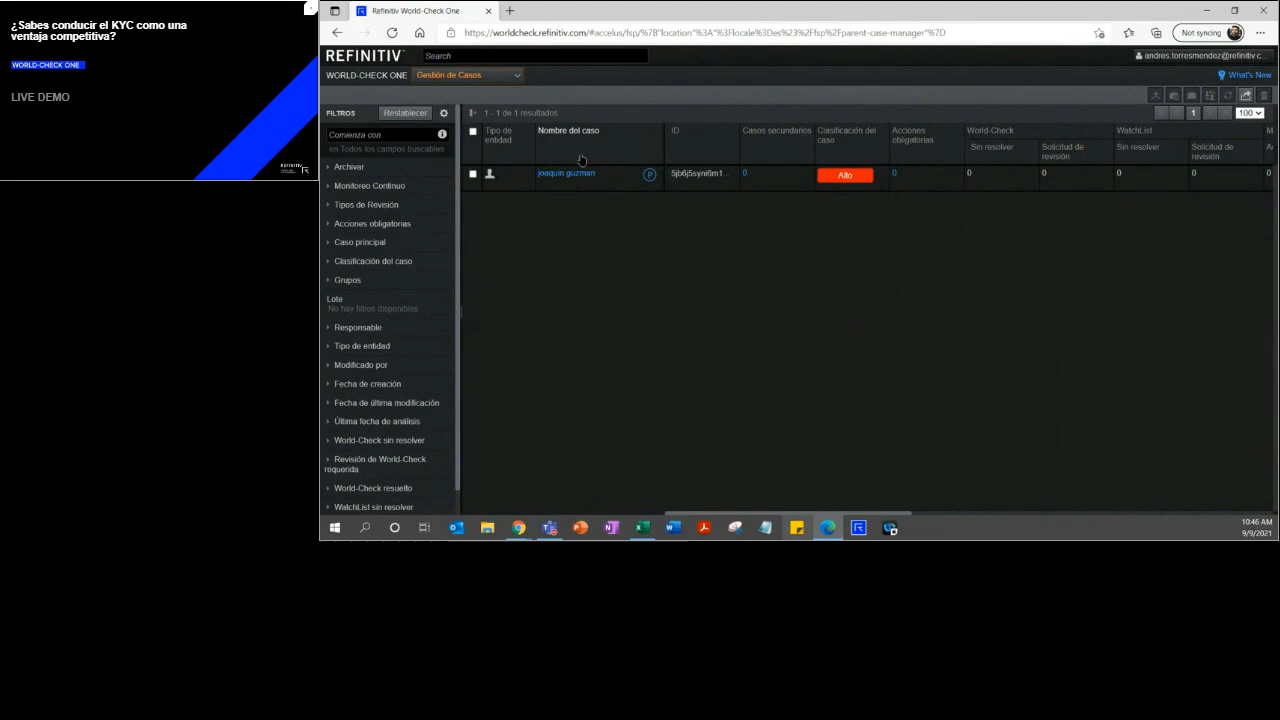 ¿Sabes conducir el KYC como una
ventaja competitiva?
WORLD-CHECK ONE
LIVE DEMO
REFINITIV
Refinitiv World-Check One
https://worldcheck.refinitiv.com/#accelus/fsp/%7B"location"%3A"%3Flocale%3Des%23%2Ffsp%2Fparent-case-manager"%7D
Not syncing
REFINITIV
Search
andres.torresmendez@refinitiv.c...
WORLD-CHECK ONE
Gestión de Casos
What's New
FILTROS
Restablecer
1 - 1 de 1 resultados
1
100
Comienza con
en Todos los campos buscables
Tipo de
entidad
Nombre del caso
ID
Casos secundarios
Clasificación del
caso
Acciones
obligatorias
World-Check
Sin resolver
Solicitud de
revisión
WatchList
Sin resolver
Solicitud de
revisión
joaquin guzman
P
5jb6j5syni6m1...
0
Alto
0
0
0
0
0
0
Archivar
Monitoreo Continuo
Tipos de Revisión
Acciones obligatorias
Caso principal
Clasificación del caso
Grupos
Lote
No hay filtros disponibles
Responsable
Tipo de entidad
Modificado por
Fecha de creación
Fecha de última modificación
Última fecha de análisis
World-Check sin resolver
Revisión de World-Check
requerida
World-Check resuelto
WatchList sin resolver
10:46 AM
9/9/2021